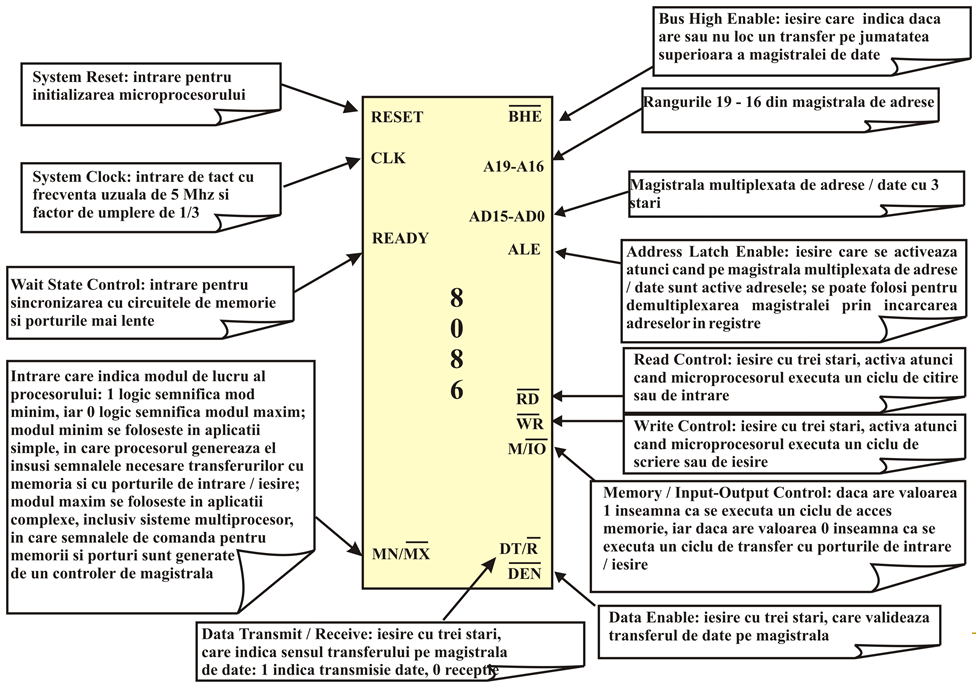 Bus High Enable: iesire care indica daca
are sau nu loc un transfer pe jumatatea
superioara a magistralei de date
System Reset: intrare pentru
initializarea microprocesorului
Rangurile 19 - 16 din magistrala de adrese
System Clock: intrare de tact cu
frecventa uzuala de 5 Mhz si
factor de umplere de 1/3
Magistrala multiplexata de adrese / date cu 3
stari
Wait State Control: intrare pentru
sincronizarea cu circuitele de memorie
si porturile mai lente
Address Latch Enable: iesire care se activeaza
atunci cand pe magistrala multiplexata de adrese
/ date sunt active adresele; se poate folosi pentru
demultiplexarea magistralei prin incarcarea
adreselor in registre
RESET
CLK
READY
MN/M̅X̅
B̅H̅E̅
A19-A16
AD15-AD0
ALE
R̅D̅
W̅R̅
M/I̅O̅
DT/R̅
D̅E̅N̅
8
0
8
6
Intrare care indica modul de lucru al
procesorului: 1 logic semnifica mod
minim, iar 0 logic semnifica modul maxim;
modul minim se foloseste in aplicatii
simple, in care procesorul genereaza el
insusi semnalele necesare transferurilor cu
memoria si cu porturile de intrare / iesire;
modul maxim se foloseste in aplicatii
complexe, inclusiv sisteme multiprocesor,
in care semnalele de comanda pentru
memorii si porturi sunt generate
de un controler de magistrala
Read Control: iesire cu trei stari, activa atunci
cand microprocesorul executa un ciclu de citire
sau de intrare
Write Control: iesire cu trei stari, activa atunci
cand microprocesorul executa un ciclu de
scriere sau de iesire
Memory / Input-Output Control: daca are valoarea
1 inseamna ca se executa un ciclu de acces
memorie, iar daca are valoarea 0 inseamna ca se
executa un ciclu de transfer cu porturile de intrare
/ iesire
Data Enable: iesire cu trei stari, care valideaza
transferul de date pe magistrala
Data Transmit / Receive: iesire cu trei stari,
care indica sensul transferului pe magistrala
de date: 1 indica transmisie date, 0 receptie